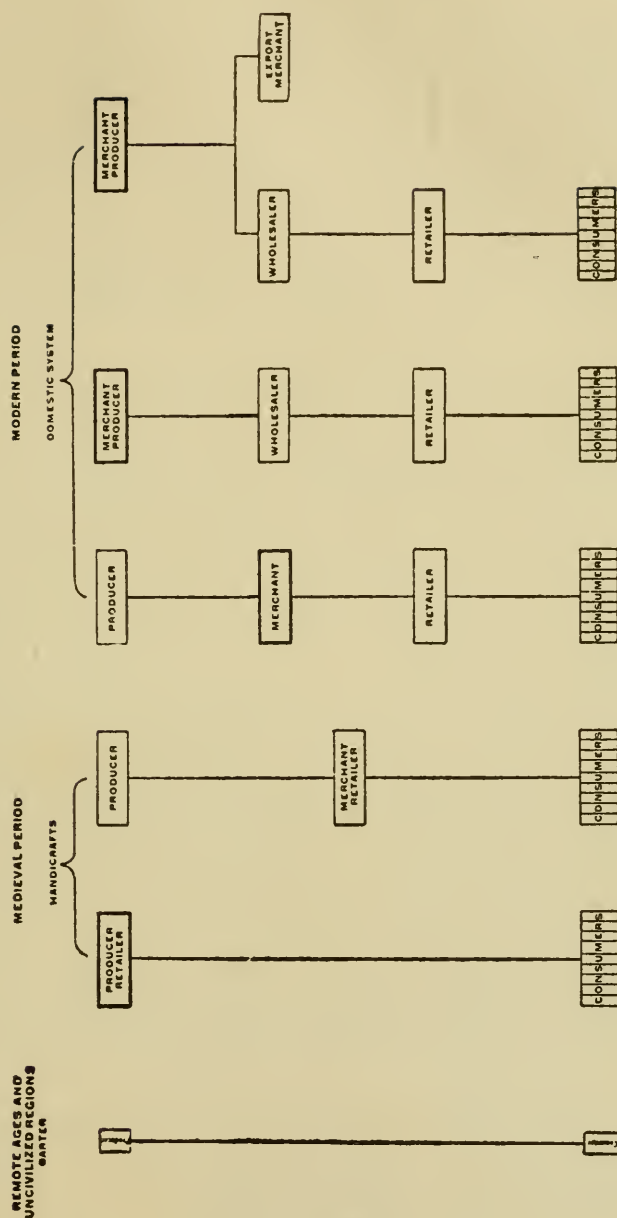 REMOTE AGES AND
UNCIVILIZED REGIONS
BARTER
MEDIEVAL PERIOD
HANDICRAFTS
PRODUCER
RETAILER
CONSUMERS
PRODUCER
MERCHANT
RETAILER
CONSUMERS
MODERN PERIOD
DOMESTIC SYSTEM
PRODUCER
MERCHANT
RETAILER
CONSUMERS
MERCHANT
PRODUCER
WHOLESALER
RETAILER
CONSUMERS
MERCHANT
PRODUCER
WHOLESALER
EXPORT
MERCHANT
RETAILER
CONSUMERS